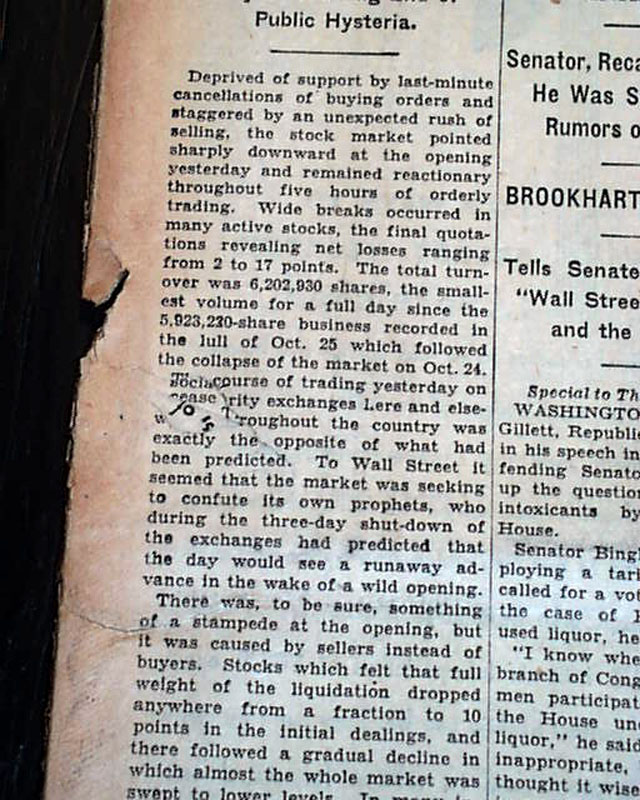 Public Hysteria.
Deprived of support by last-minute
cancellations of buying orders and
staggered by an unexpected rush of
selling, the stock market pointed
sharply downward at the opening
yesterday and remained reactionary
throughout five hours of orderly
trading. Wide breaks occurred in
many active stocks, the final quota-
tions revealing net losses ranging
from 2 to 17 points. The total turn-
over was 6,202,930 shares, the small-
est volume for a full day since the
5,923,220-share business recorded in
the lull of Oct. 25 which followed
the collapse of the market on Oct. 24.
course of trading yesterday on
rity exchanges here and else-
roughout the country was
exactly the opposite of what had
been predicted. To Wall Street it
seemed that the market was seeking
to confute its own prophets, who
during the three-day shut-down of
the exchanges had predicted that
the day would see a runaway ad-
vance in the wake of a wild opening.
There was, to be sure, something
of a stampede at the opening, but
it was caused by sellers instead of
buyers. Stocks which felt that full
weight of the liquidation dropped
anywhere from a fraction to 10
points in the initial dealings, and
there followed a gradual decline in
which almost the whole market was
swept to lower levels. In many
Senator, Reca
He Was S
Rumors o
BROOKHART
Tells Senate
"Wall Stree
and the
Special to Th
WASHINGTO
Gillett, Republi
in his speech in
fending Senato
up the question
intoxicants by
House.
Senator Bingh
ploying a tari
called for a vot
the case of
used liquor, he
"I know whe
branch of Cong
men participat
the House un
liquor," he said
inappropriate,
thought it wise